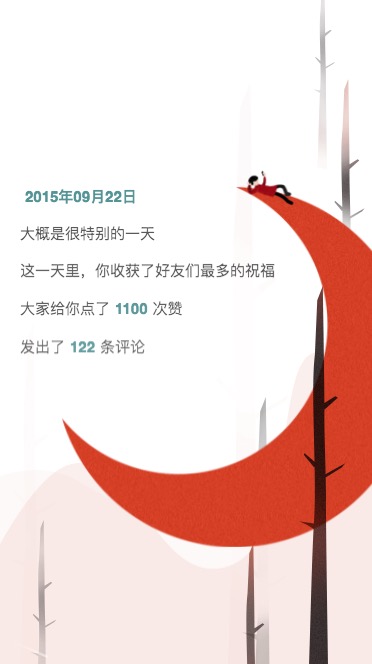 2015年09月22日
大概是很特别的一天
这一天里，你收获了好友们最多的祝福
大家给你点了 1100 次赞
发出了 122 条评论